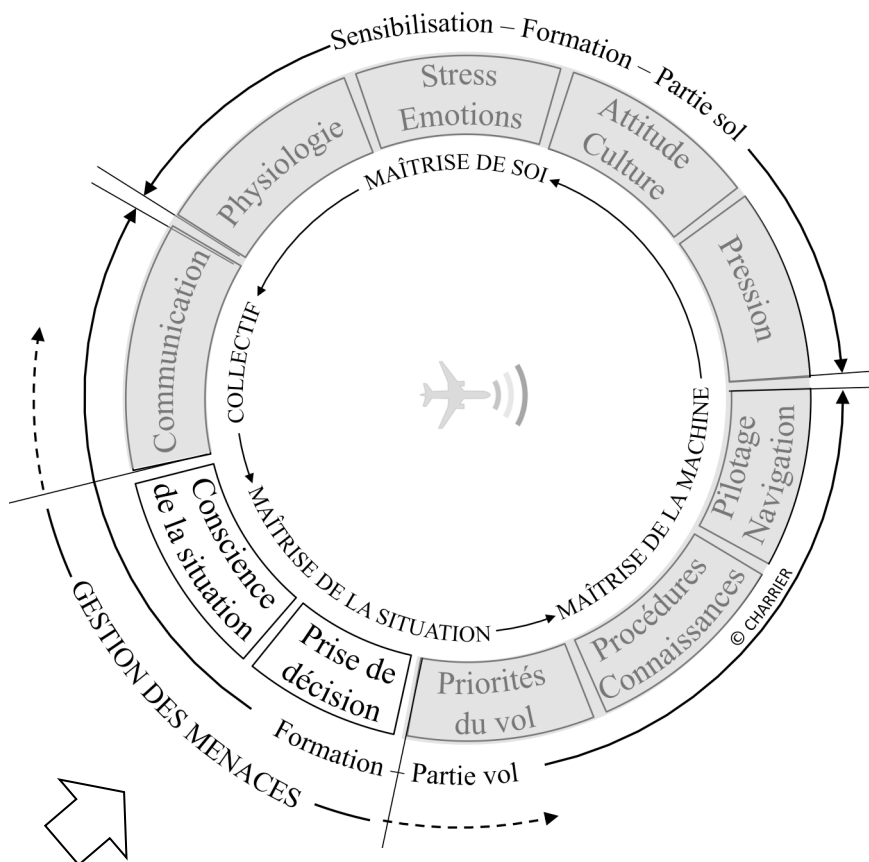 Sensibilisation – Formation – Partie sol
Stress
Emotions
Attitude
Culture
Physiologie
Pression
MAÎTRISE DE SOI
Communication
COLLECTIF
MAÎTRISE DE LA MACHINE
Pilotage
Navigation
Conscience
de la situation
MAÎTRISE DE LA SITUATION
Procédures
Connaissances
Prise de
décision
Priorités
du vol
© CHARRIER
GESTION DES MENACES
Formation – Partie vol